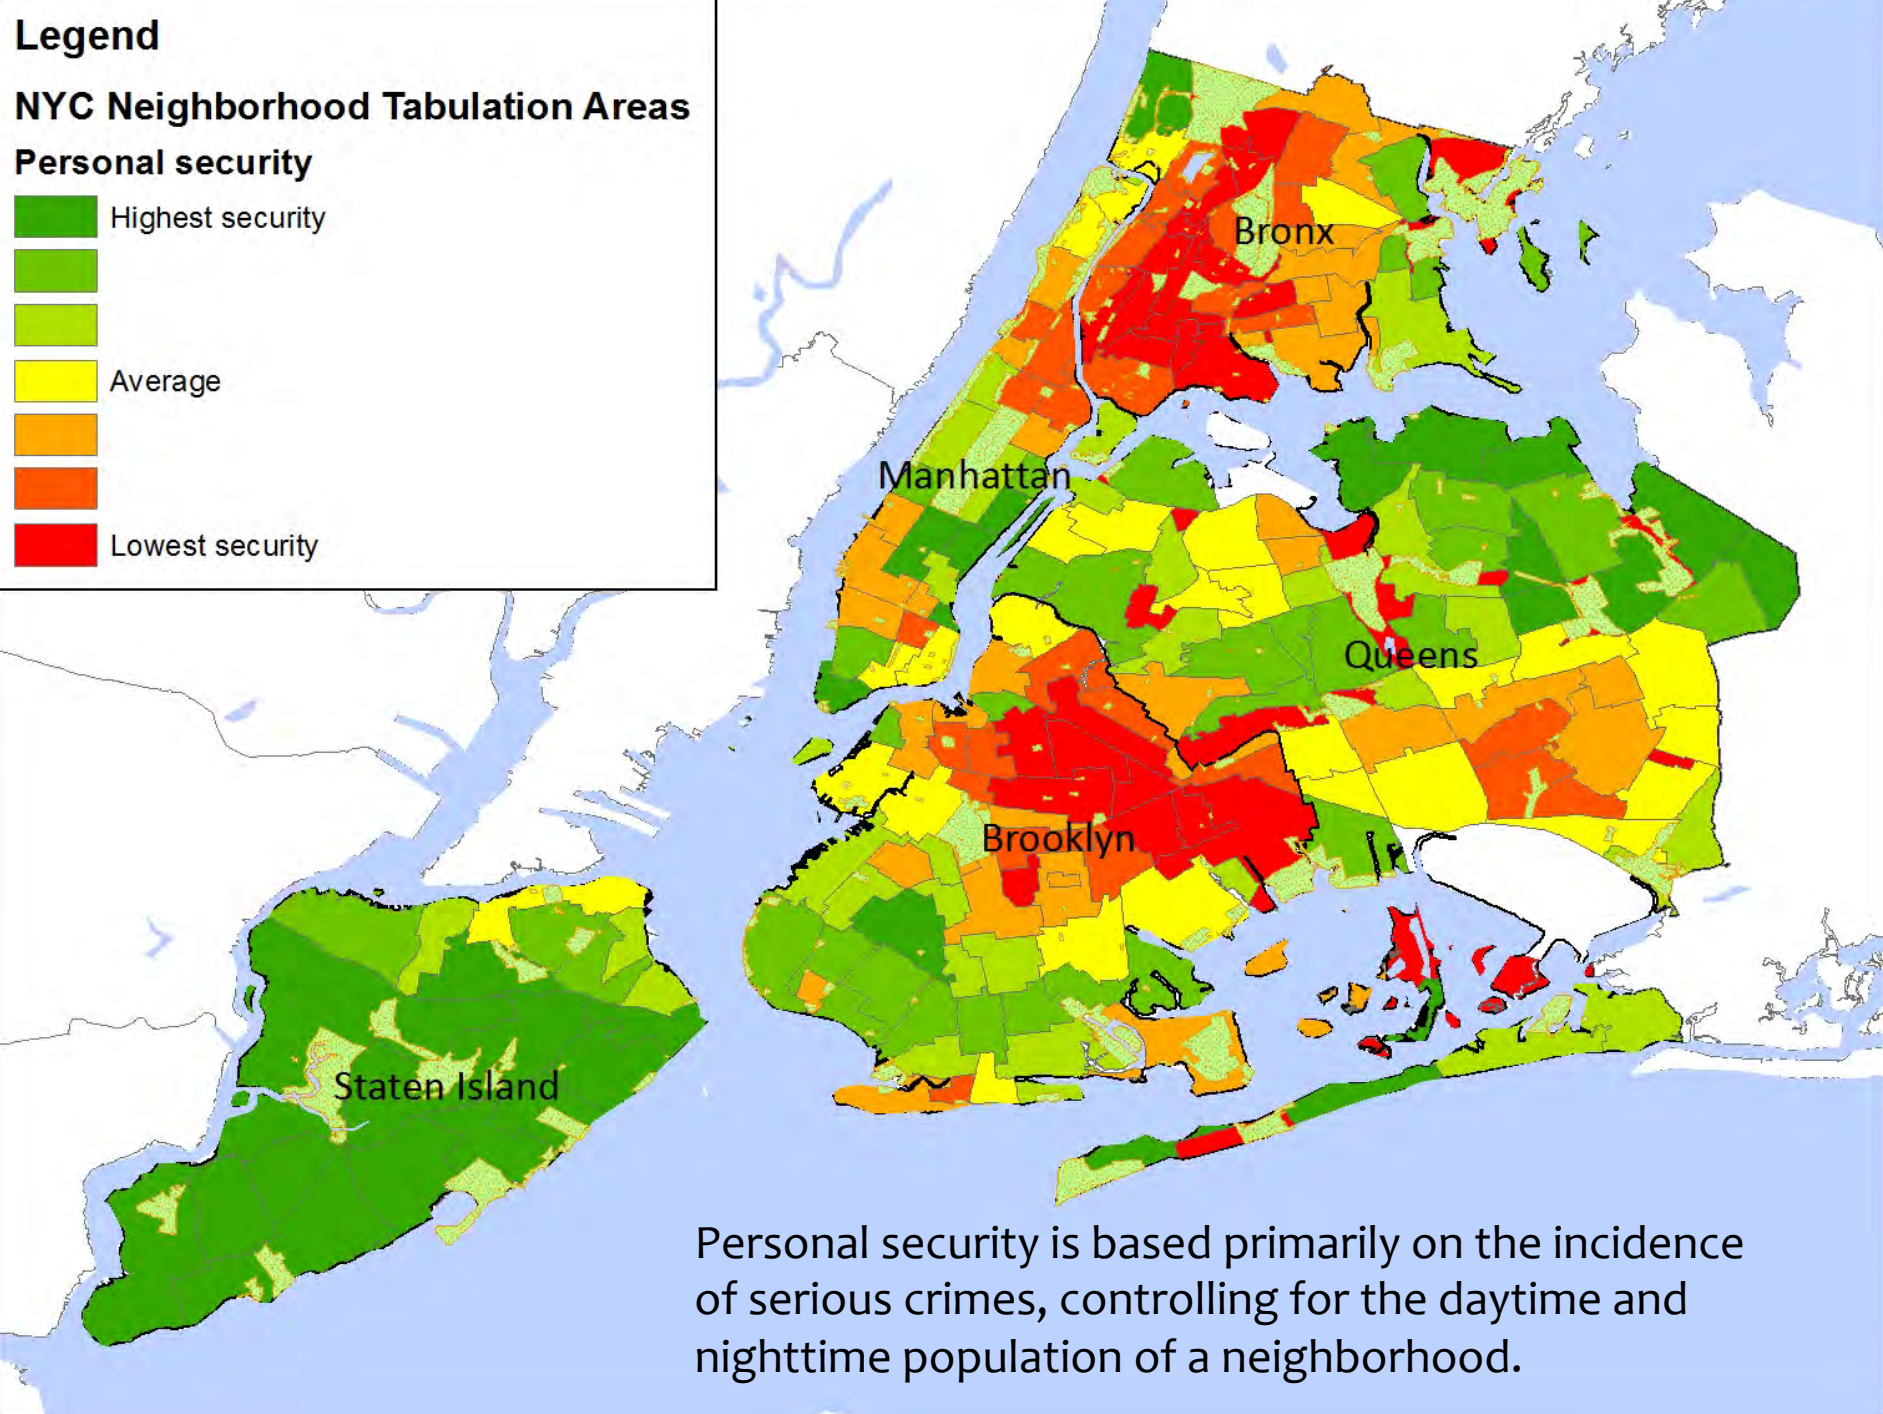 Legend
NYC Neighborhood Tabulation Areas
Personal security
Highest security
Average
Lowest security
Bronx
Manhattan
Queens
Brooklyn
Staten Island
Personal security is based primarily on the incidence
of serious crimes, controlling for the daytime and
nighttime population of a neighborhood.